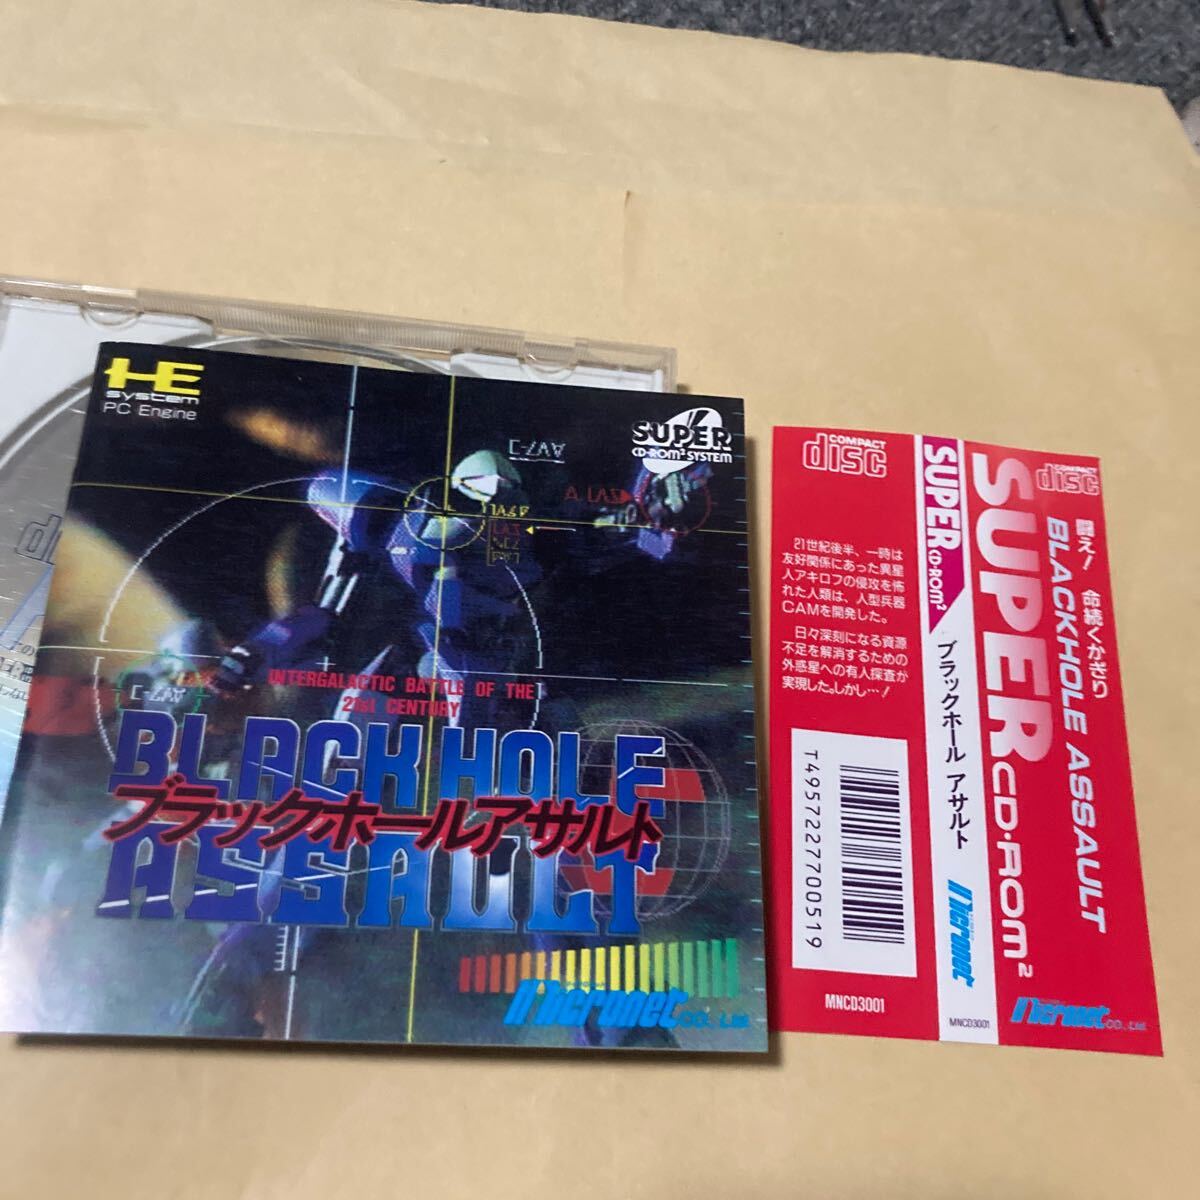 HE
system
PC Engine
SUPER
CD-ROM² SYSTEM
INTERGALACTIC BATTLE OF THE
21st CENTURY
BLACK HOLE
ブラックホールアサルト
ASSAULT
Micronet CO., Ltd.
COMPACT
disc
21世紀後半、一時は
友好関係にあった異星
人アキロフの侵攻を怖
れた人類は、人型兵器
CAMを開発した。
日々深刻になる資源
不足を解消するための
外惑星への有人探査が
実現した。しかし…!
T4957227700519
MNCD3001
SUPER CD-ROM²
ブラックホール アサルト
Micronet
MNCD3001
COMPACT
disc
SUPER CD-ROM²
闘え! 命続くかぎり
BLACKHOLE ASSAULT
Micronet CO., Ltd.